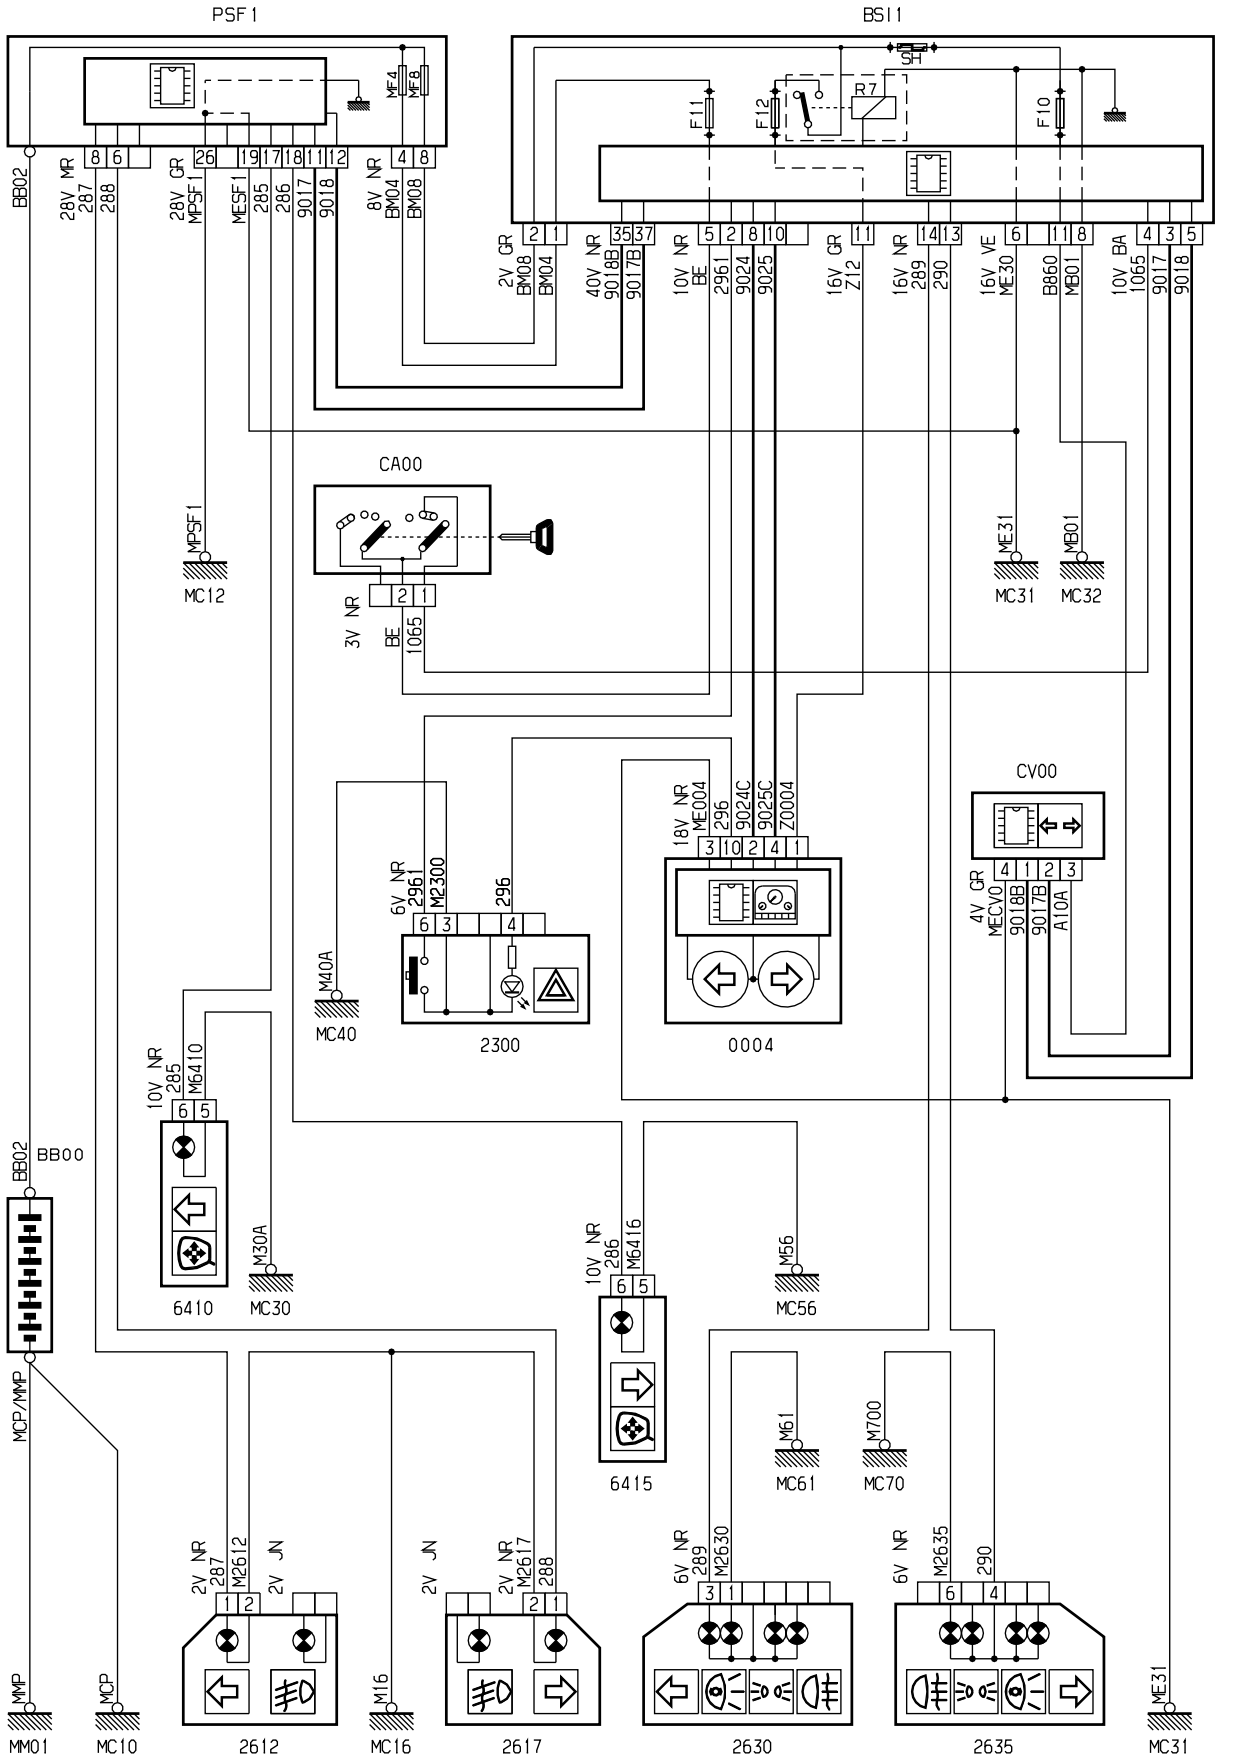 PSF1
BSI1
MF4
MF8
F11
F12
R7
SH
F10
8 6 26 19 17 18 11 12 4 8
2 1 35 37 5 2 8 10 11 14 13 6 11 8 4 3 5
BB02
28V MR
287
288
28V GR
MPSF1
MESF1
285
286
9017
9018
8V NR
BM04
BM08
2V GR
BM08
BM04
40V NR
9018B
9017B
10V NR
BE
2961
9024
9025
16V GR
Z12
16V NR
289
290
16V VE
ME30
B860
MB01
10V BA
1065
9017
9018
CA00
MPSF1
MC12
ME31
MC31
MB01
MC32
2 1
3V NR
BE
1065
CV00
4 1 2 3
4V GR
MECV0
9018B
9017B
A10A
18V NR
ME004
296
9024C
9025C
Z0004
3 10 2 4 1
0004
6V NR
2961
M2300
296
6 3 4
2300
M40A
MC40
10V NR
285
M6410
6 5
6410
M30A
MC30
BB02
BB00
MCP/MMP
10V NR
286
M6416
6 5
6415
M56
MC56
M61
MC61
M700
MC70
2V NR
287
M2612
2V JN
1 2
2612
2V JN
2V NR
M2617
288
2 1
2617
6V NR
289
M2630
3 1
2630
6V NR
M2635
290
6 4
2635
MMP
MM01
MCP
MC10
M16
MC16
ME31
MC31